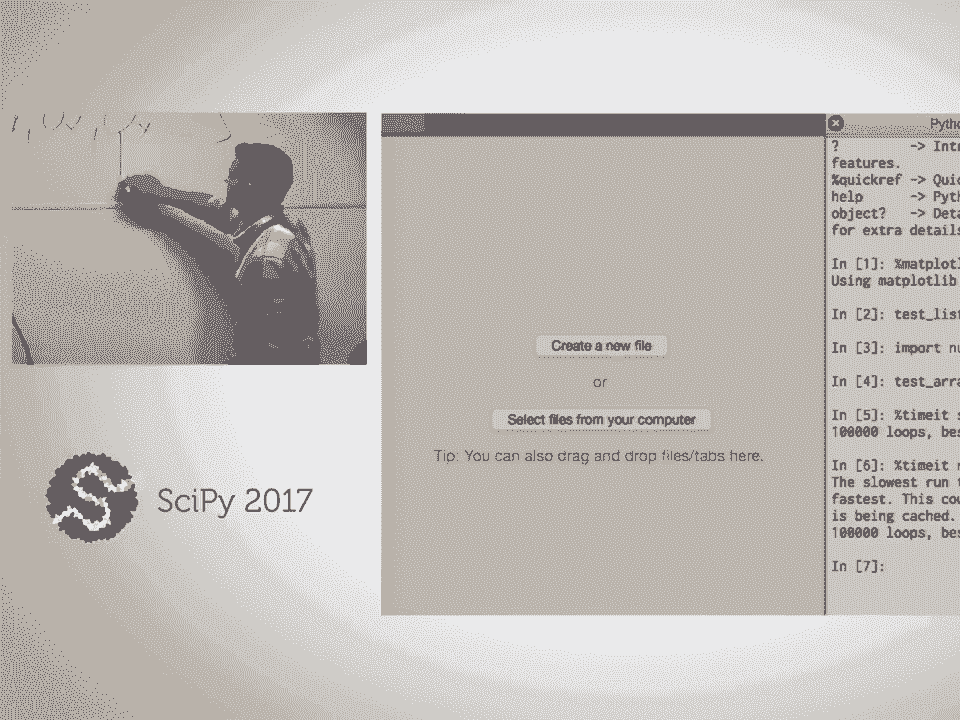 SciPy 2017
Create a new file
or
Select files from your computer
Tip: You can also drag and drop files/tabs here.
Pytho
? -> Intr
features.
%quickref -> Quic
help -> Pyth
object? -> Deta
for extra details
In [1]: %matplotl
Using matplotlib
In [2]: test_list
In [3]: import nu
In [4]: test_arra
In [5]: %timeit s
100000 loops, bes
In [6]: %timeit n
The slowest run t
fastest. This cou
is being cached.
100000 loops, bes
In [7]: